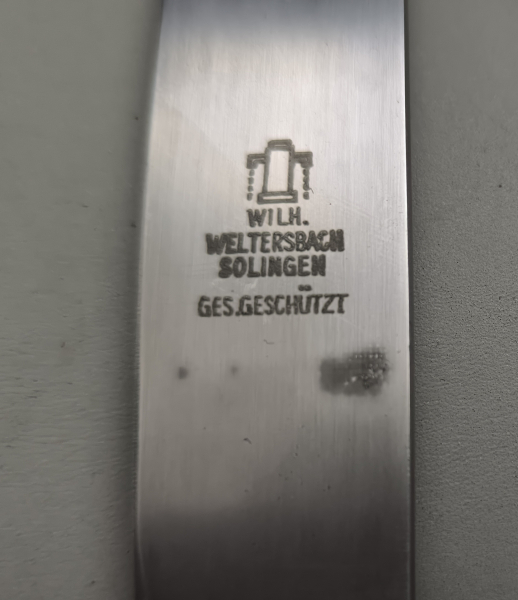 WILH.
WELTERSBACH
SOLINGEN
GES.GESCHÜTZT